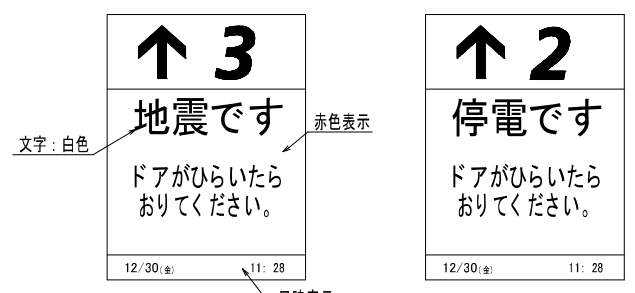 ↑ 3
地震です
文字：白色
赤色表示
ドアがひらいたら
おりてください。
12/30(金) 11: 28
↑ 2
停電です
ドアがひらいたら
おりてください。
12/30(金) 11: 28